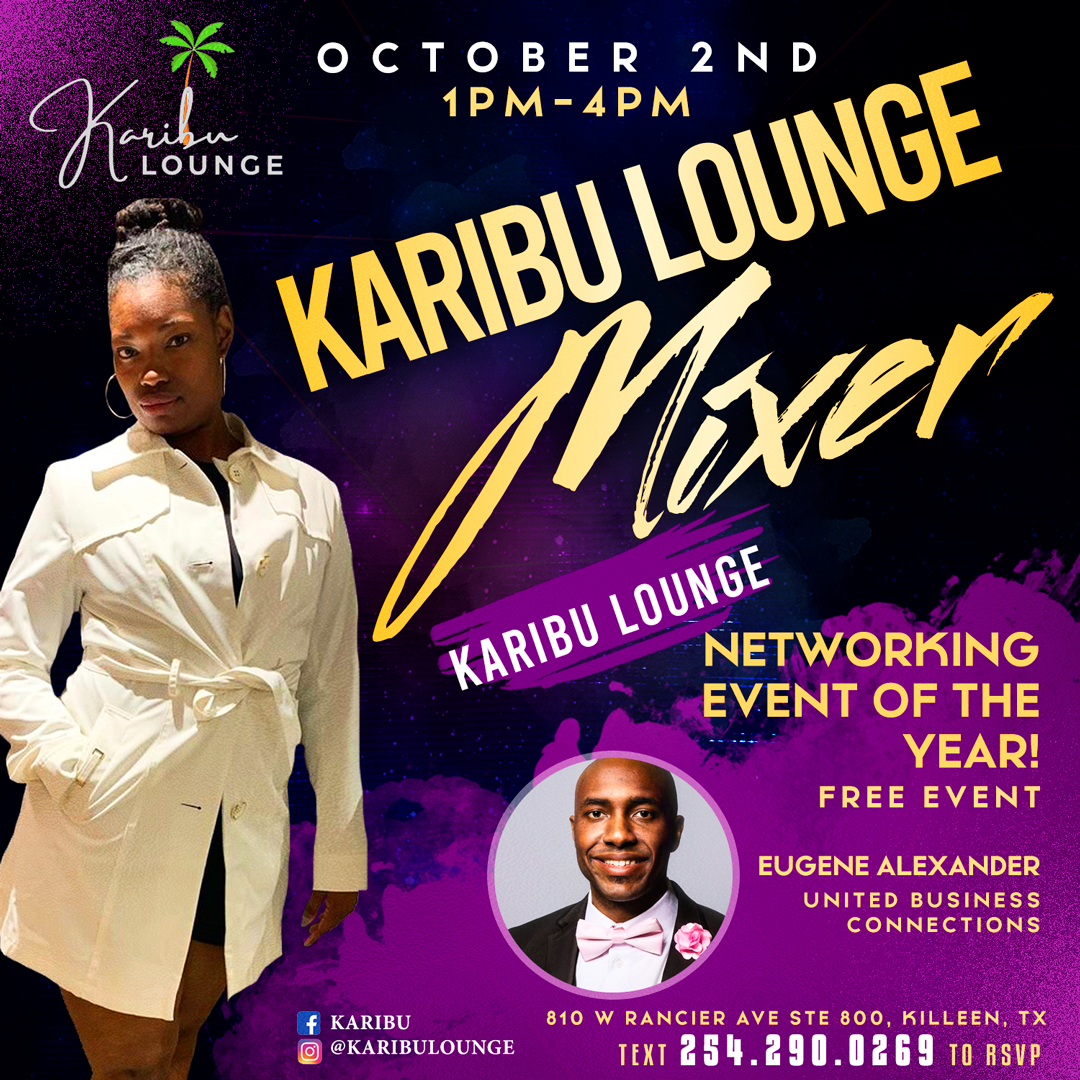 Karibu
LOUNGE
OCTOBER 2ND
1PM-4PM
KARIBU LOUNGE
Mixer
KARIBU LOUNGE
NETWORKING
EVENT OF THE
YEAR!
FREE EVENT
EUGENE ALEXANDER
UNITED BUSINESS
CONNECTIONS
KARIBU
@KARIBULOUNGE
810 W RANCIER AVE STE 800, KILLEEN, TX
TEXT 254.290.0269 TO RSVP